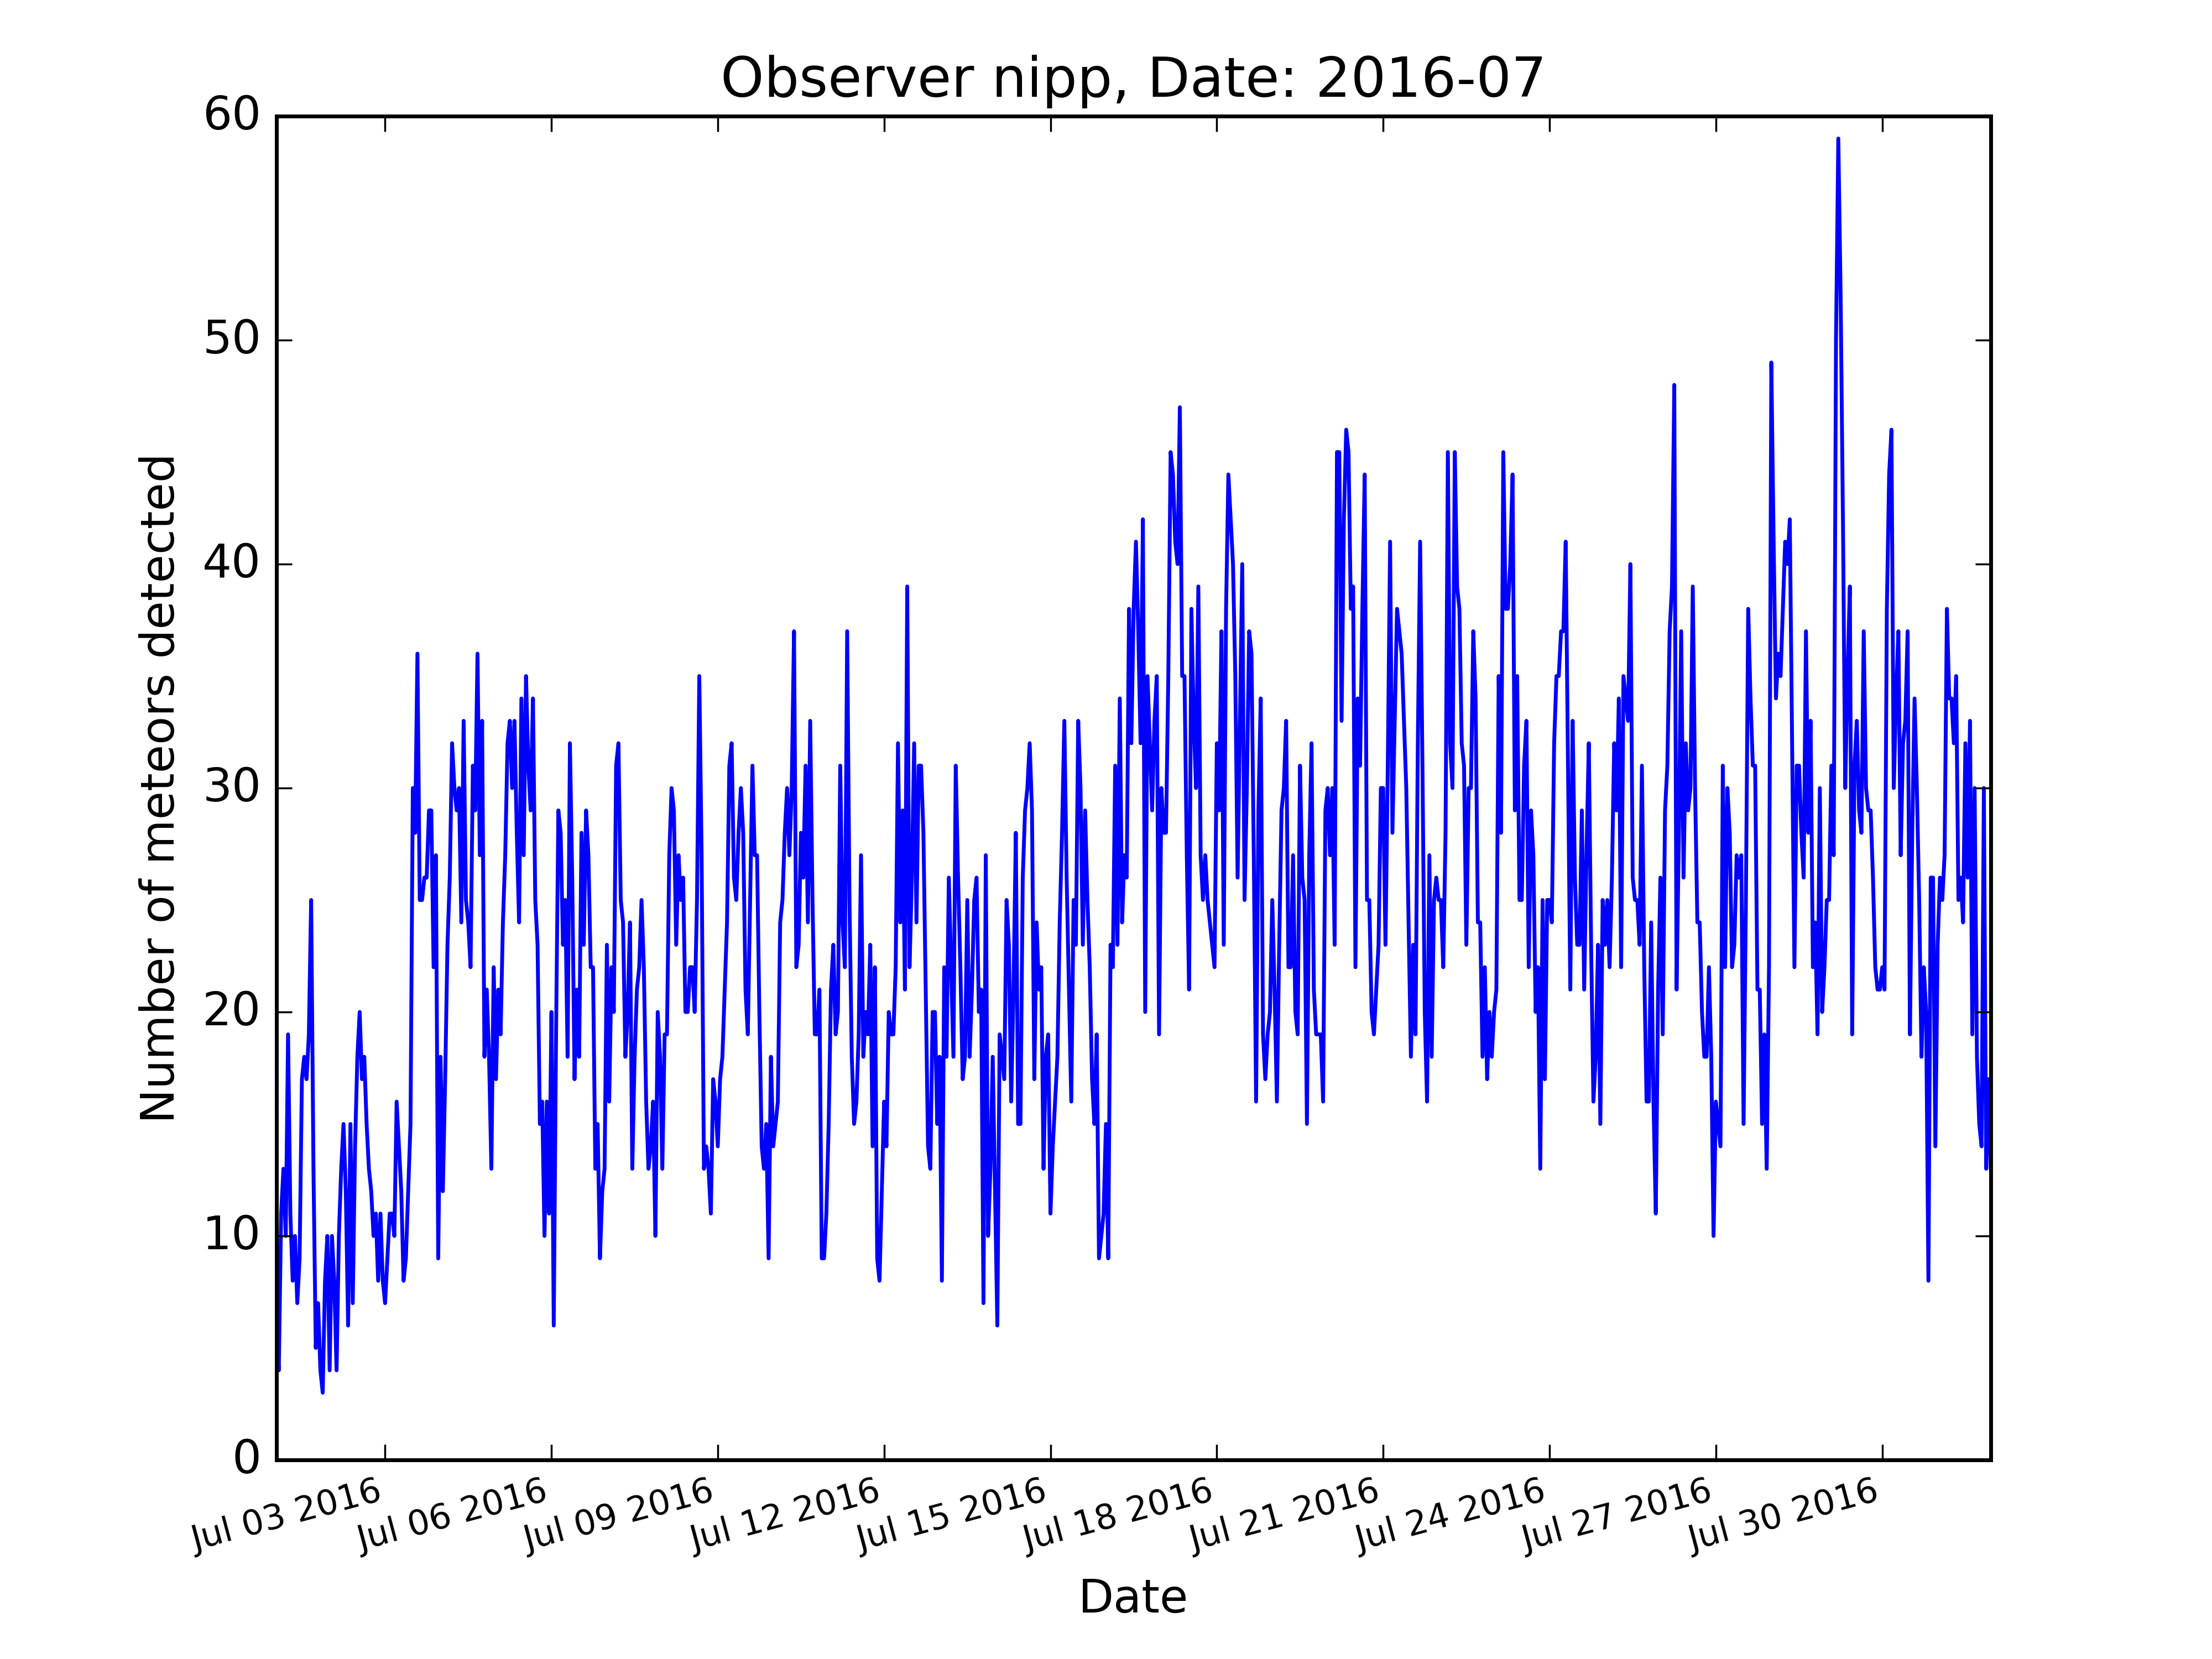 Observer nipp, Date: 2016-07
60
50
40
30
20
10
0
Number of meteors detected
Jul 03 2016
Jul 06 2016
Jul 09 2016
Jul 12 2016
Jul 15 2016
Jul 18 2016
Jul 21 2016
Jul 24 2016
Jul 27 2016
Jul 30 2016
Date